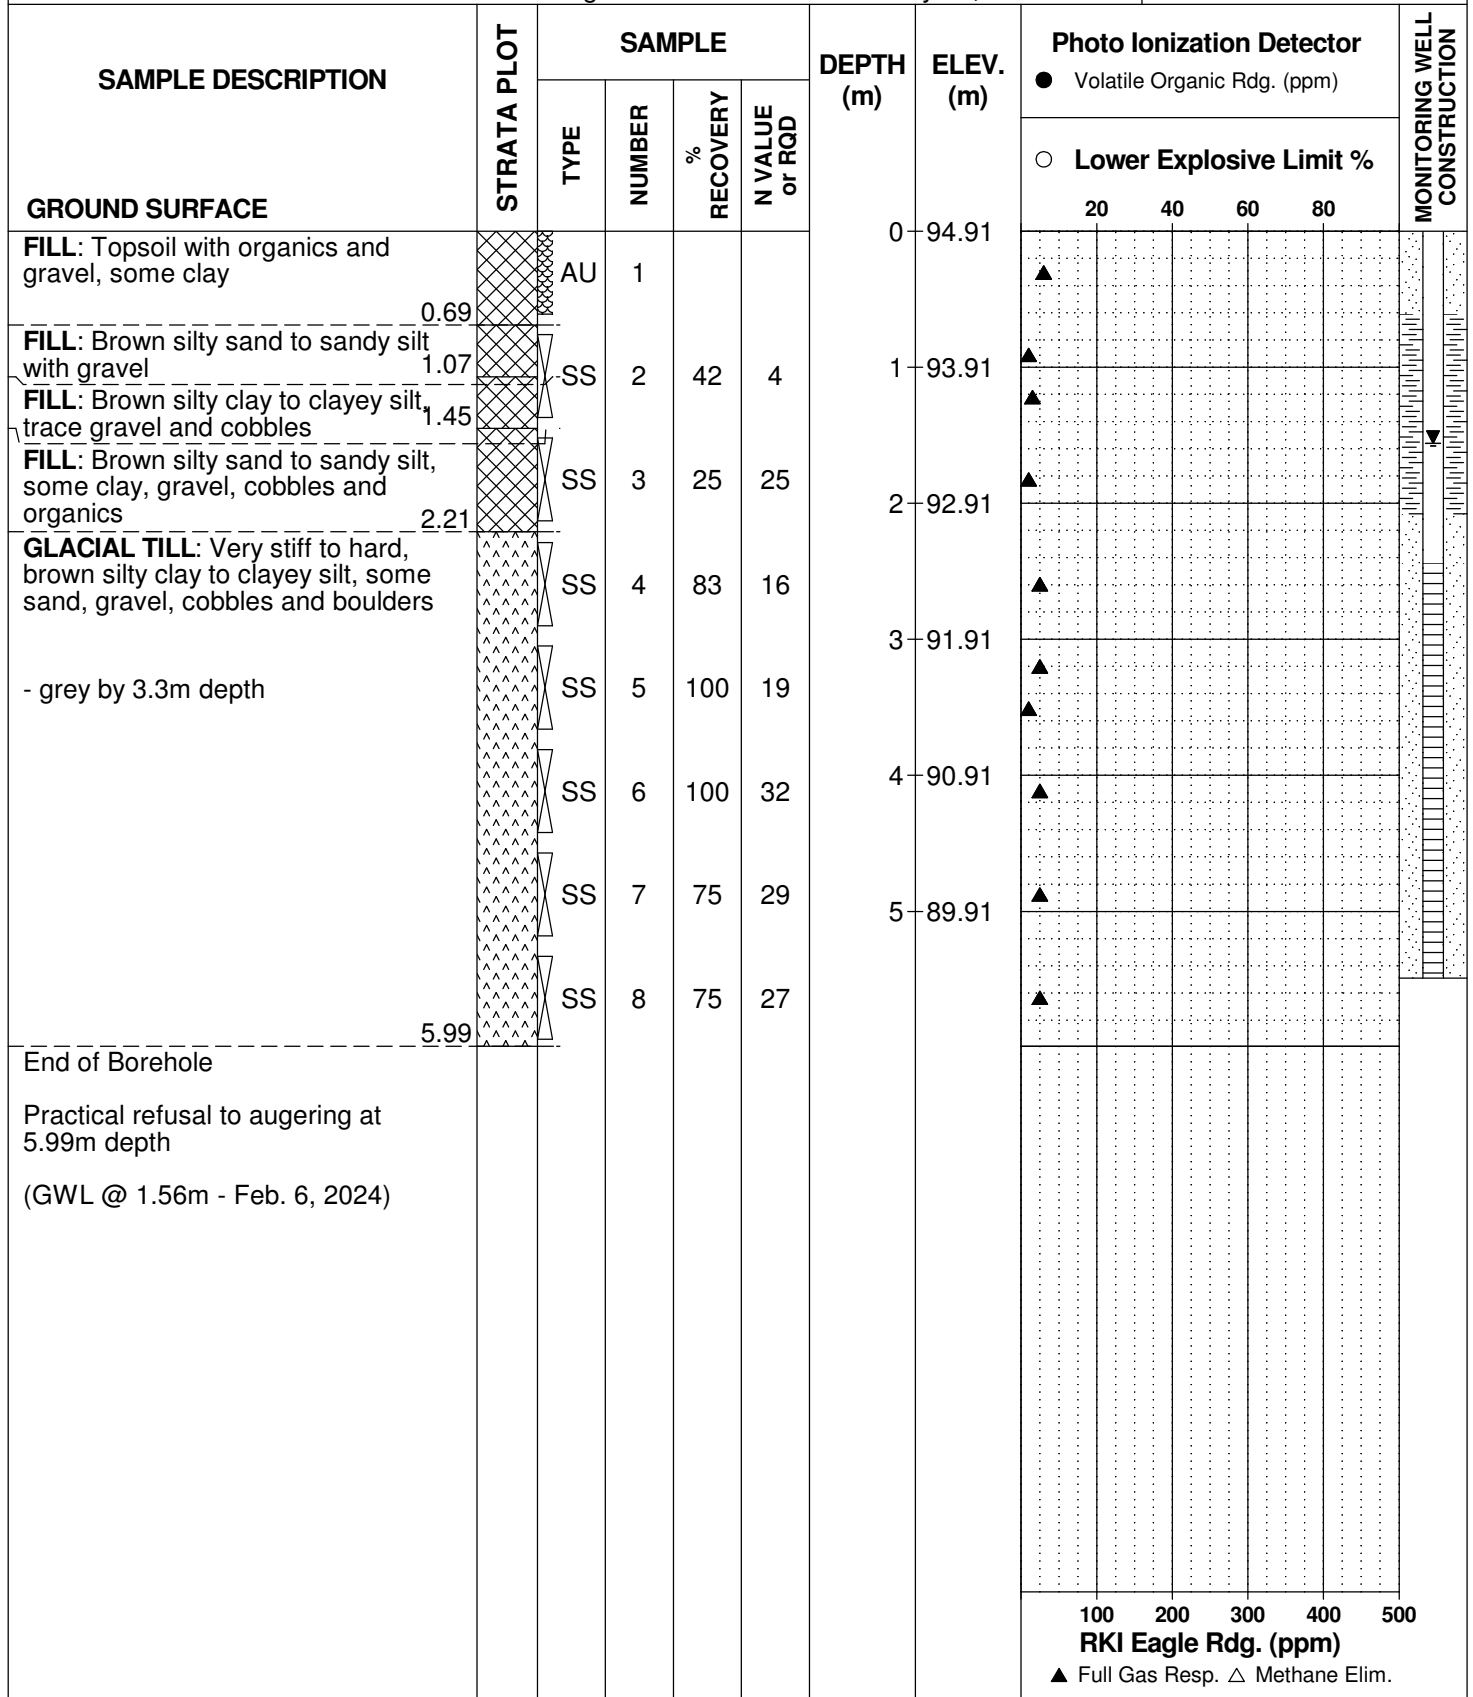 SAMPLE DESCRIPTION
STRATA PLOT
SAMPLE
TYPE
NUMBER
%
RECOVERY
N VALUE
or RQD
DEPTH
(m)
ELEV.
(m)
Photo Ionization Detector
● Volatile Organic Rdg. (ppm)
○ Lower Explosive Limit %
MONITORING WELL
CONSTRUCTION
GROUND SURFACE
20 40 60 80
0 94.91
FILL: Topsoil with organics and
gravel, some clay
0.69
AU 1
FILL: Brown silty sand to sandy silt
with gravel 1.07
SS 2 42 4
1 93.91
FILL: Brown silty clay to clayey silt,
trace gravel and cobbles 1.45
FILL: Brown silty sand to sandy silt,
some clay, gravel, cobbles and
organics 2.21
SS 3 25 25
2 92.91
GLACIAL TILL: Very stiff to hard,
brown silty clay to clayey silt, some
sand, gravel, cobbles and boulders
SS 4 83 16
3 91.91
- grey by 3.3m depth
SS 5 100 19
4 90.91
SS 6 100 32
SS 7 75 29
5 89.91
SS 8 75 27
5.99
End of Borehole
Practical refusal to augering at
5.99m depth
(GWL @ 1.56m - Feb. 6, 2024)
100 200 300 400 500
RKI Eagle Rdg. (ppm)
▲ Full Gas Resp. △ Methane Elim.